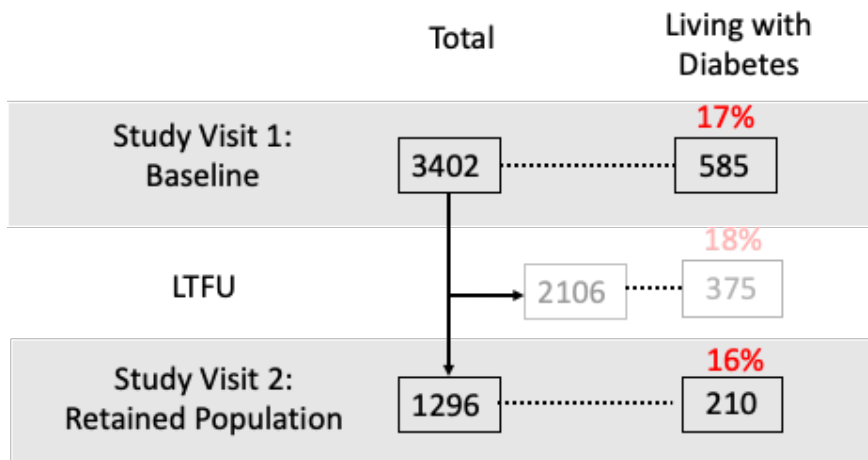 Total
Living with
Diabetes
Study Visit 1:
Baseline
3402
17%
585
LTFU
2106
18%
375
Study Visit 2:
Retained Population
1296
16%
210